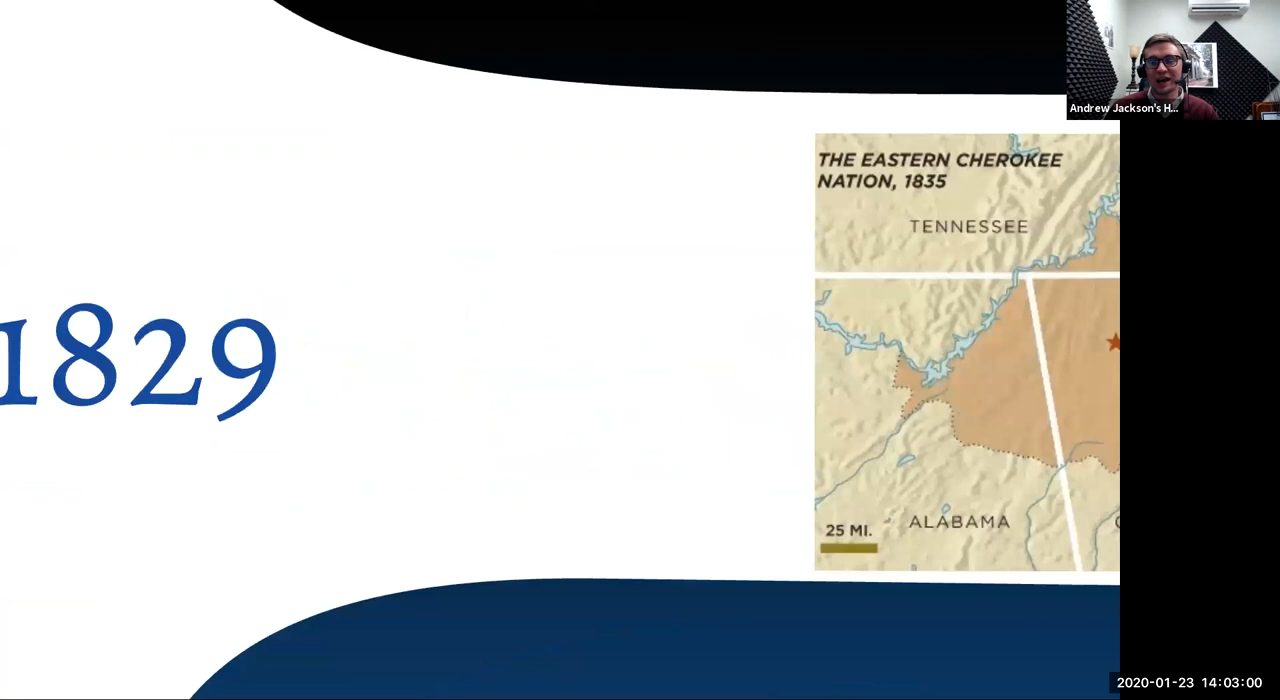 Andrew Jackson's H...
THE EASTERN CHEROKEE
NATION, 1835
TENNESSEE
1829
ALABAMA
25 MI.
2020-01-23 14:03:00